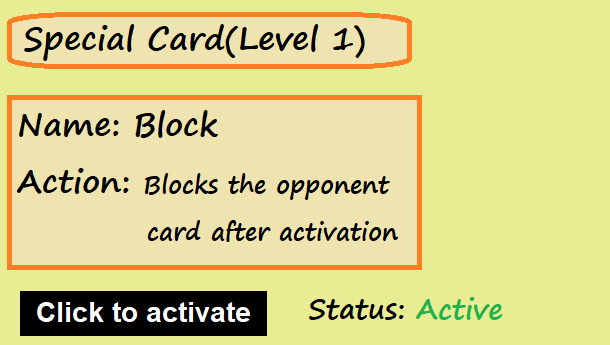 Special Card(Level 1)
Name: Block
Action: Blocks the opponent
card after activation
Click to activate
Status: Active